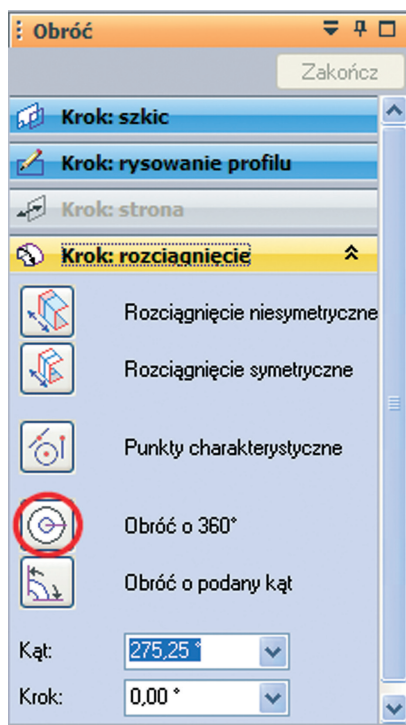 Obróć
Zakończ
Krok: szkic
Krok: rysowanie profilu
Krok: strona
Krok: rozciągnięcie
Rozciągnięcie niesymetryczne
Rozciągnięcie symetryczne
Punkty charakterystyczne
Obróć o 360°
Obróć o podany kąt
Kąt: 275,25 °
Krok: 0,00 °